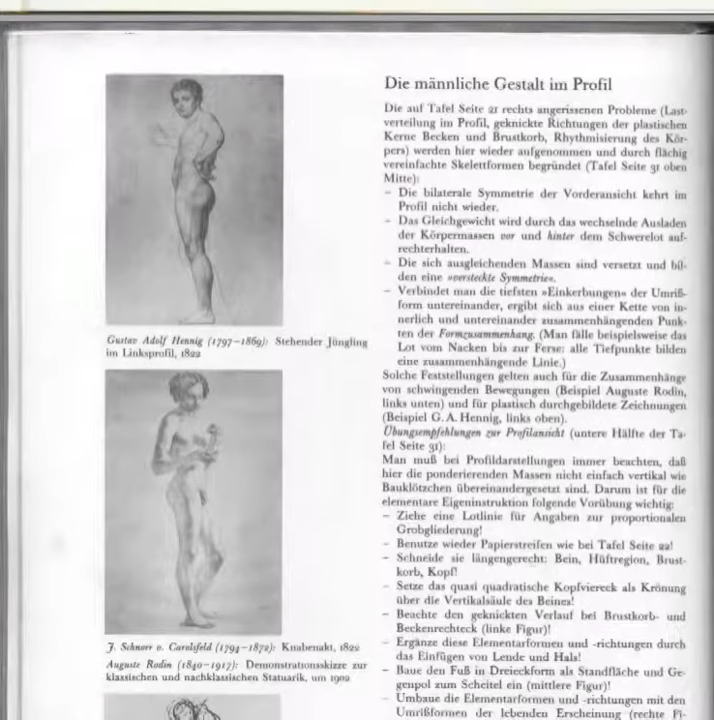 Gustav Adolf Hennig (1797–1869): Stehender Jüngling
im Linksprofil, 1822
J. Schnorr v. Carolsfeld (1794–1872): Knabenakt, 1822
Auguste Rodin (1840–1917): Demonstrationsskizze zur
klassischen und nachklassischen Statuarik, um 1902
Die männliche Gestalt im Profil
Die auf Tafel Seite 21 rechts angerissenen Probleme (Last-
verteilung im Profil, geknickte Richtungen der plastischen
Kerne Becken und Brustkorb, Rhythmisierung des Kör-
pers) werden hier wieder aufgenommen und durch flächig
vereinfachte Skelettformen begründet (Tafel Seite 91 oben
Mitte):
– Die bilaterale Symmetrie der Vorderansicht kehrt im
Profil nicht wieder.
– Das Gleichgewicht wird durch das wechselnde Ausladen
der Körpermassen vor und hinter dem Schwerelot auf-
rechterhalten.
– Die sich ausgleichenden Massen sind versetzt und bil-
den eine »versteckte Symmetrie«.
– Verbindet man die tiefsten »Einkerbungen« der Umriß-
form untereinander, ergibt sich aus einer Kette von in-
nerlich und untereinander zusammenhängenden Punk-
ten der Formzusammenhang. (Man fälle beispielsweise das
Lot vom Nacken bis zur Ferse: alle Tiefpunkte bilden
eine zusammenhängende Linie.)
Solche Feststellungen gelten auch für die Zusammenhänge
von schwingenden Bewegungen (Beispiel Auguste Rodin,
links unten) und für plastisch durchgebildete Zeichnungen
(Beispiel G. A. Hennig, links oben).
Übungsempfehlungen zur Profilansicht (untere Hälfte der Ta-
fel Seite 91):
Man muß bei Profildarstellungen immer beachten, daß
hier die ponderierenden Massen nicht einfach vertikal wie
Bauklötzchen übereinandergesetzt sind. Darum ist für die
elementare Eigeninstruktion folgende Vorübung wichtig:
– Ziehe eine Lotlinie für Angaben zur proportionalen
Grobgliederung!
– Benutze wieder Papierstreifen wie bei Tafel Seite 22!
– Schneide sie längengerecht: Bein, Hüftregion, Brust-
korb, Kopf!
– Setze das quasi quadratische Kopfviereck als Krönung
über die Vertikalsäule des Beines!
– Beachte den geknickten Verlauf bei Brustkorb- und
Beckenrechteck (linke Figur)!
– Ergänze diese Elementarformen und -richtungen durch
das Einfügen von Lende und Hals!
– Baue den Fuß in Dreieckform als Standfläche und Ge-
genpol zum Scheitel ein (mittlere Figur)!
– Umbaue die Elementarformen und -richtungen mit den
Umrißformen der lebenden Erscheinung (rechte Fi-